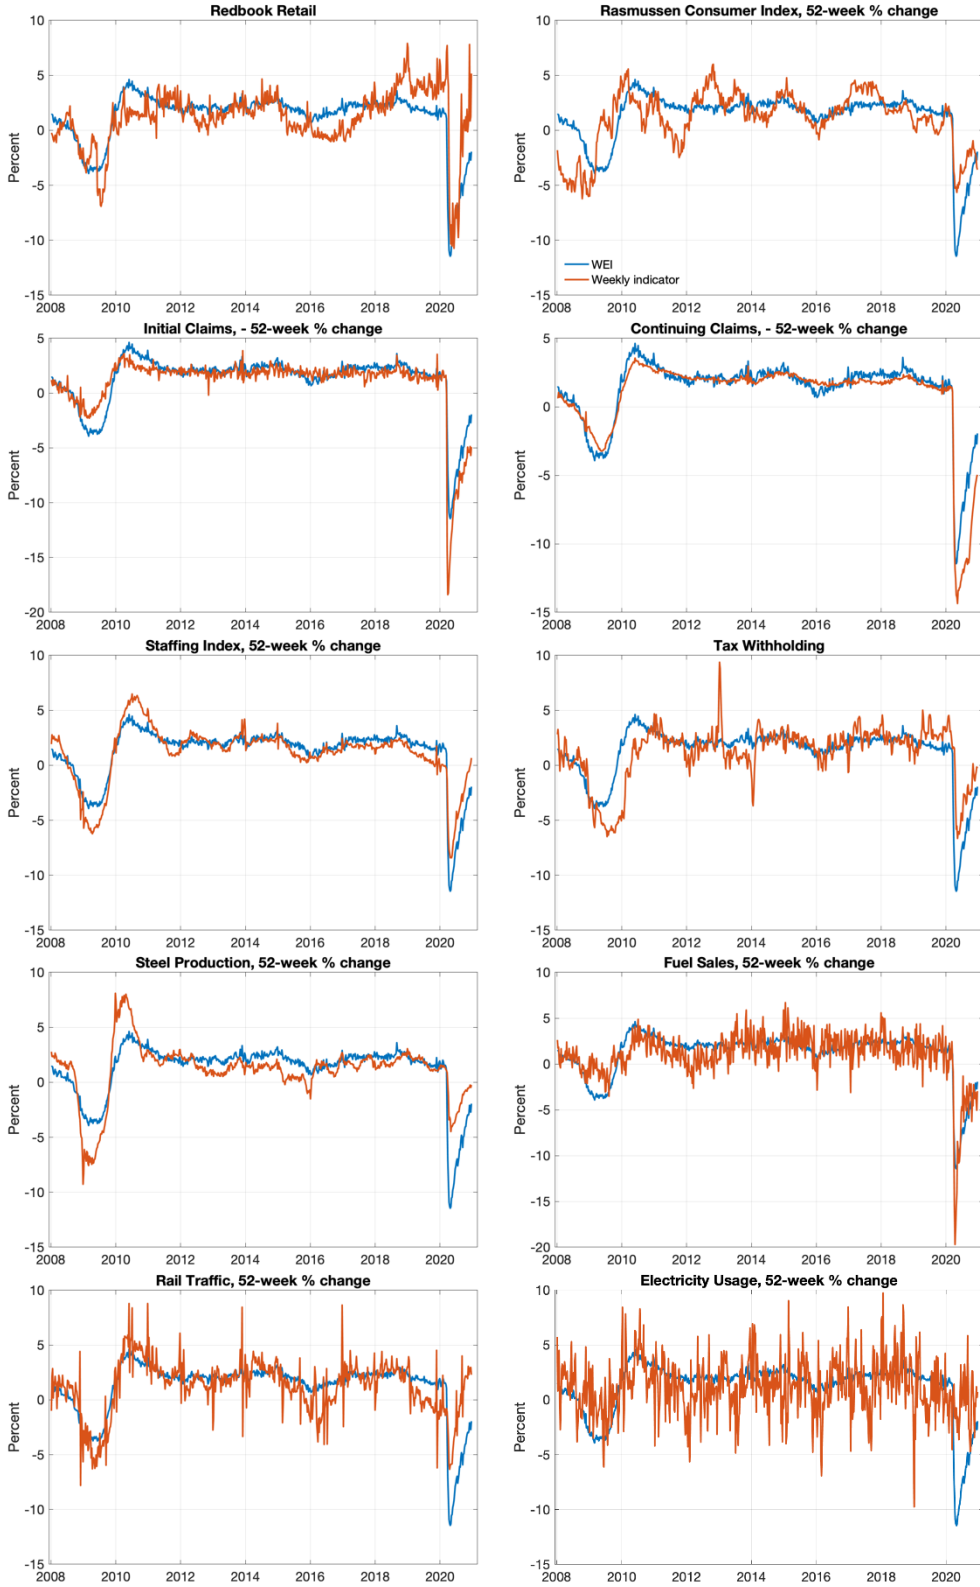 Redbook Retail
10
5
0
-5
-10
-15
Percent
2008 2010 2012 2014 2016 2018 2020
Rasmussen Consumer Index, 52-week % change
10
5
0
-5
-10
-15
Percent
WEI
Weekly indicator
2008 2010 2012 2014 2016 2018 2020
Initial Claims, - 52-week % change
5
0
-5
-10
-15
-20
Percent
2008 2010 2012 2014 2016 2018 2020
Continuing Claims, - 52-week % change
5
0
-5
-10
-15
Percent
2008 2010 2012 2014 2016 2018 2020
Staffing Index, 52-week % change
10
5
0
-5
-10
-15
Percent
2008 2010 2012 2014 2016 2018 2020
Tax Withholding
10
5
0
-5
-10
-15
Percent
2008 2010 2012 2014 2016 2018 2020
Steel Production, 52-week % change
10
5
0
-5
-10
-15
Percent
2008 2010 2012 2014 2016 2018 2020
Fuel Sales, 52-week % change
10
5
0
-5
-10
-15
-20
Percent
2008 2010 2012 2014 2016 2018 2020
Rail Traffic, 52-week % change
10
5
0
-5
-10
-15
Percent
2008 2010 2012 2014 2016 2018 2020
Electricity Usage, 52-week % change
10
5
0
-5
-10
-15
Percent
2008 2010 2012 2014 2016 2018 2020